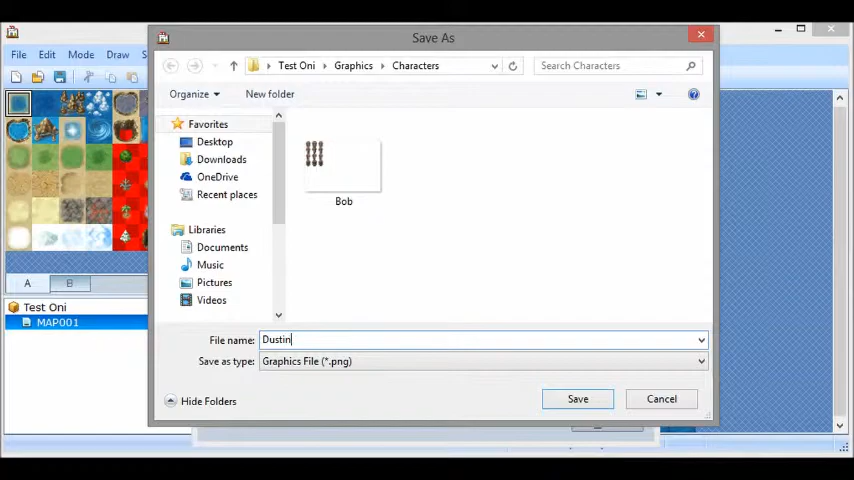 Save As
File Edit Mode Draw
Test Oni Graphics Characters
Search Characters
Organize New folder
Favorites
Desktop
Downloads
OneDrive
Recent places
Libraries
Documents
Music
Pictures
Videos
Bob
A B
Test Oni
MAP001
File name: Dustin
Save as type: Graphics File (*.png)
Hide Folders
Save Cancel